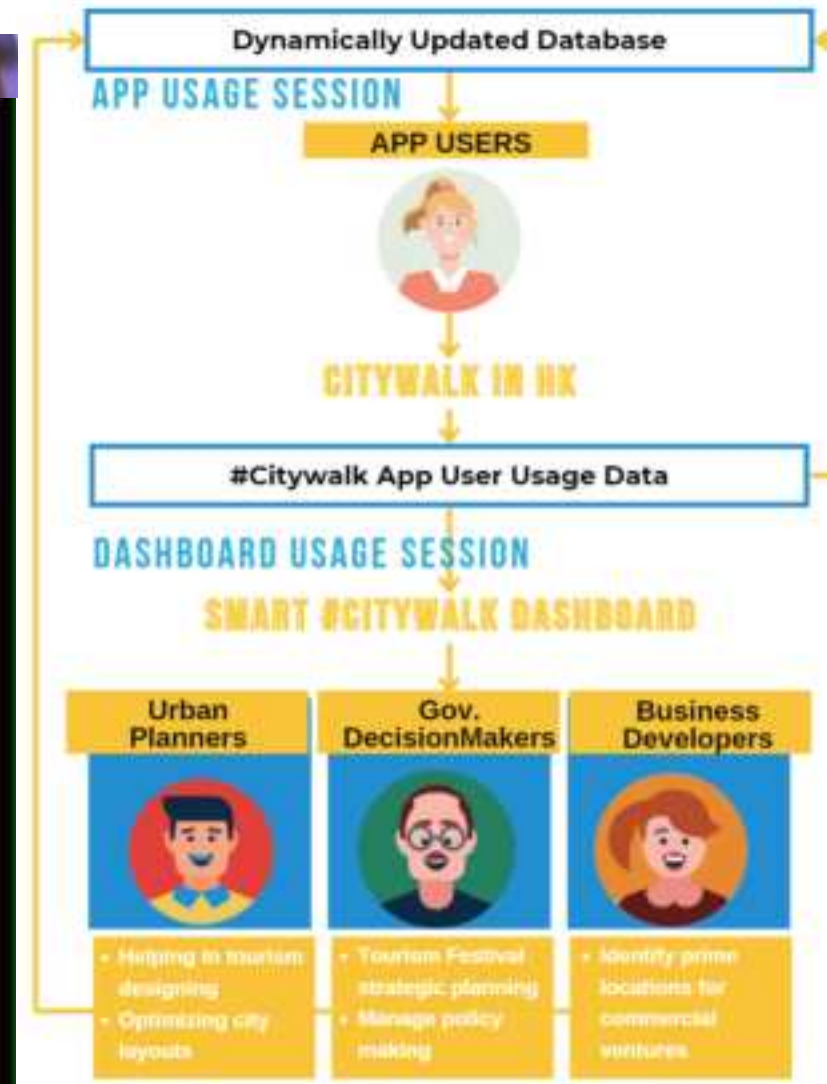 Dynamically Updated Database
APP USAGE SESSION
APP USERS
CITYWALK IN HK
#Citywalk App User Usage Data
DASHBOARD USAGE SESSION
SMART #CITYWALK DASHBOARD
Urban
Planners
Gov.
DecisionMakers
Business
Developers
• Helping in tourism
designing
• Optimizing city
layouts
• Tourism Festival
strategic planning
• Manage policy
making
• Identify prime
locations for
commercial
ventures